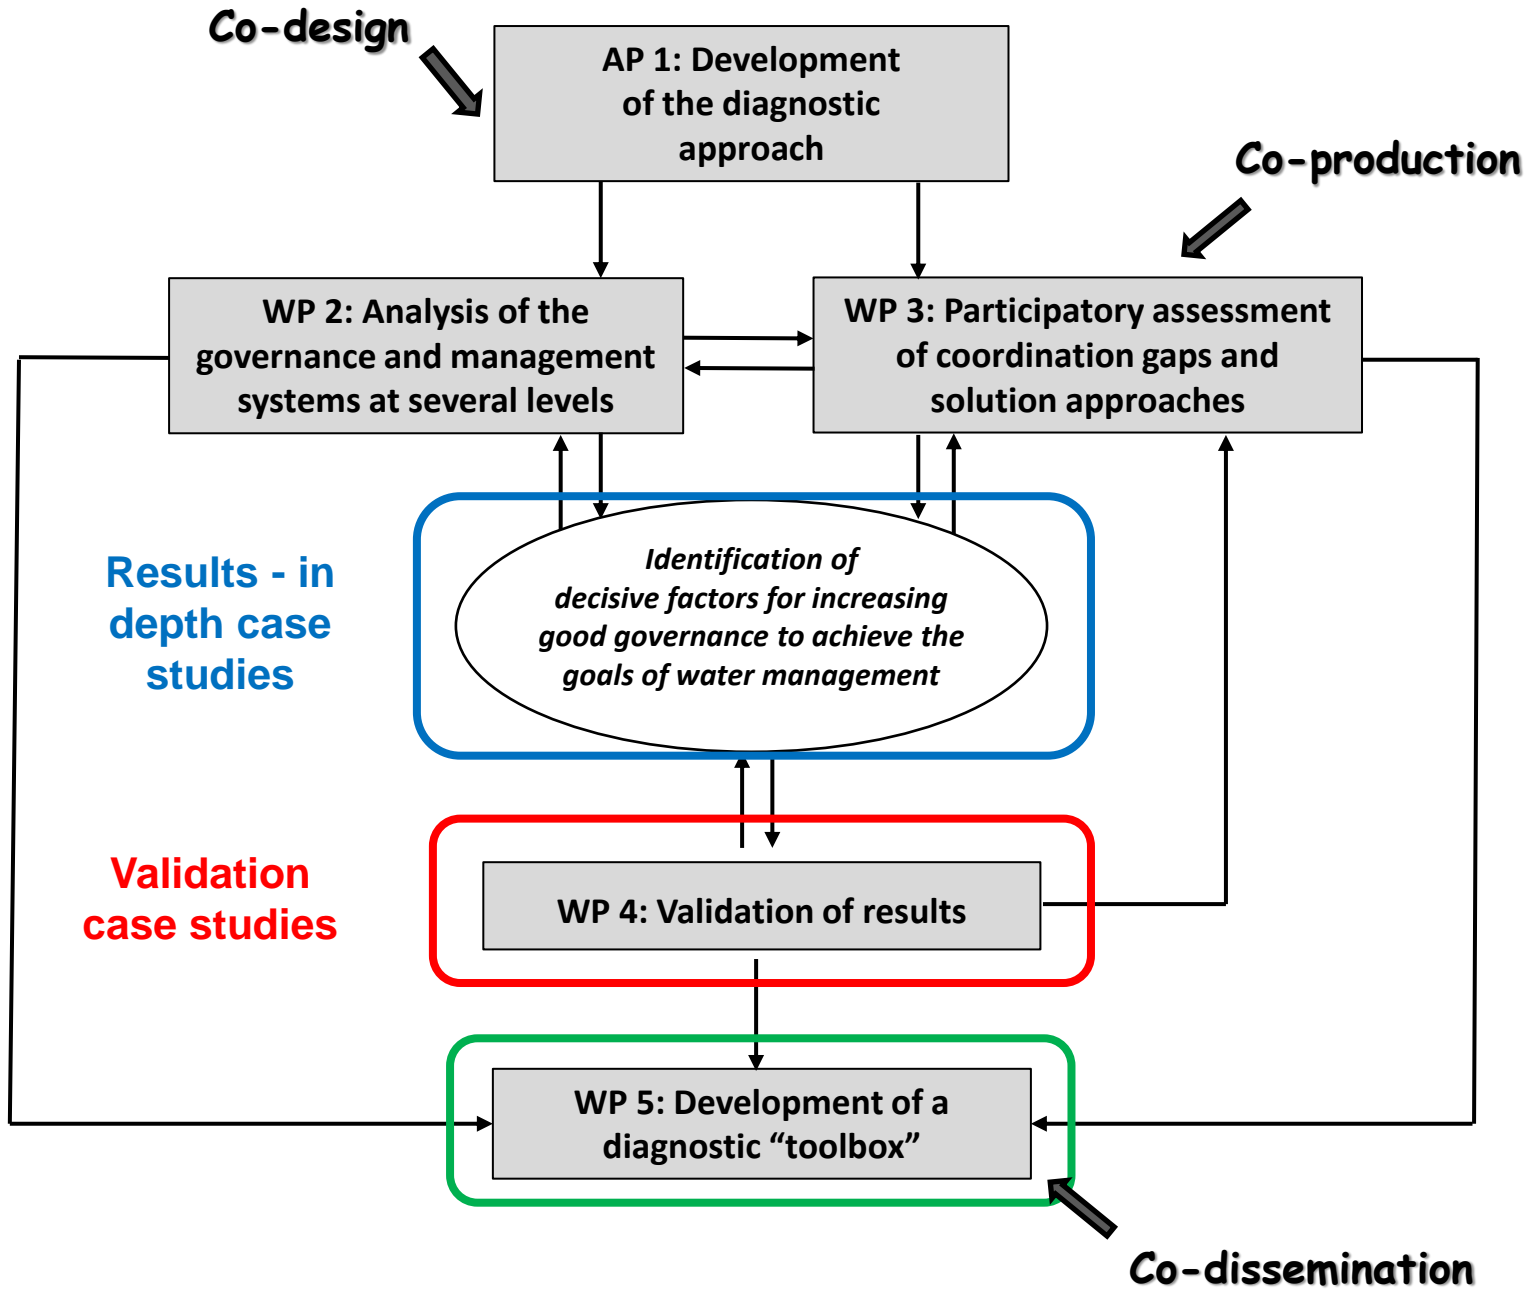 Co-design
AP 1: Development
of the diagnostic
approach
Co-production
WP 2: Analysis of the
governance and management
systems at several levels
WP 3: Participatory assessment
of coordination gaps and
solution approaches
Results - in
depth case
studies
Identification of
decisive factors for increasing
good governance to achieve the
goals of water management
Validation
case studies
WP 4: Validation of results
WP 5: Development of a
diagnostic “toolbox”
Co-dissemination